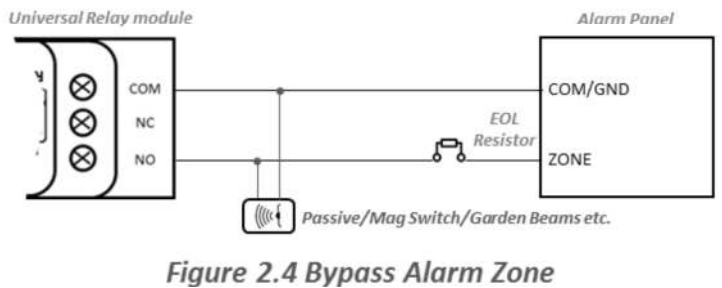 Universal Relay module
Alarm Panel
y
COM
COM/GND
NC
EOL
Resistor
NO
ZONE
Passive/Mag Switch/Garden Beams etc.
Figure 2.4 Bypass Alarm Zone